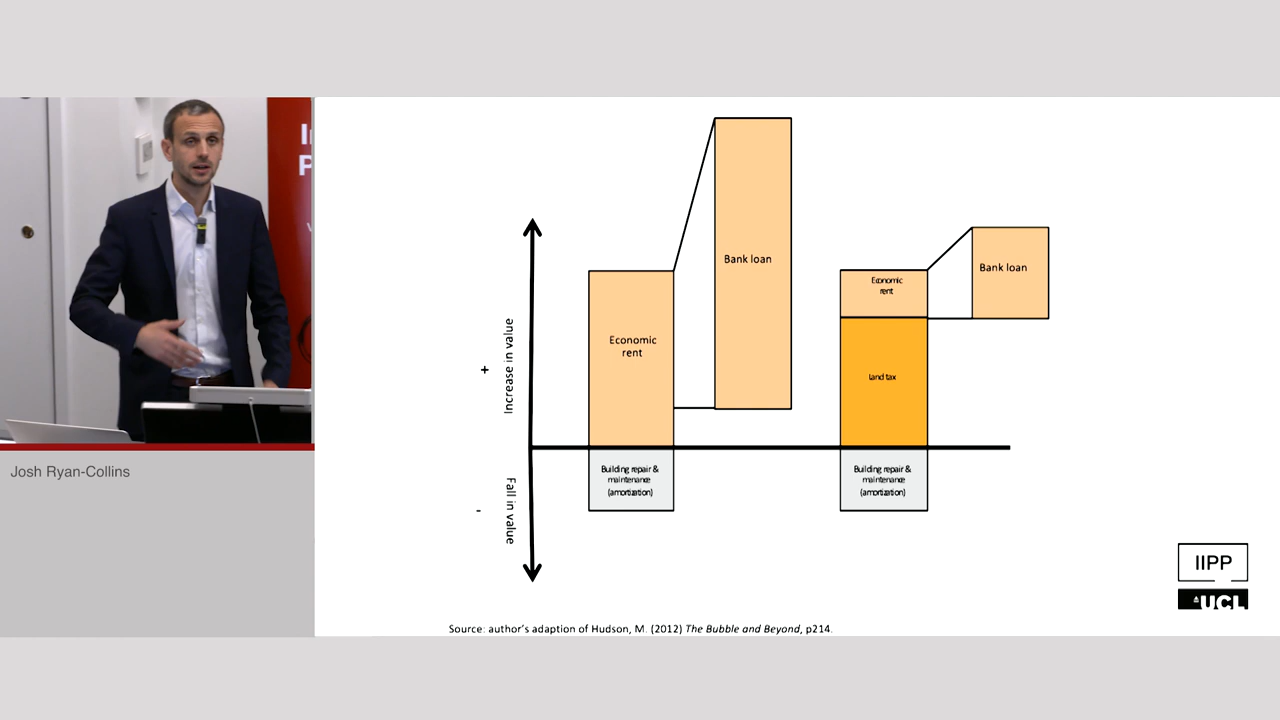 Bank loan
Economic
rent
Bank loan
Economic
rent
+
Increase in value
land tax
Building repair &
maintenance
(amortization)
Building repair &
maintenance
(amortization)
-
Fall in value
Josh Ryan-Collins
IIPP
UCL
Source: author's adaption of Hudson, M. (2012) The Bubble and Beyond, p214.